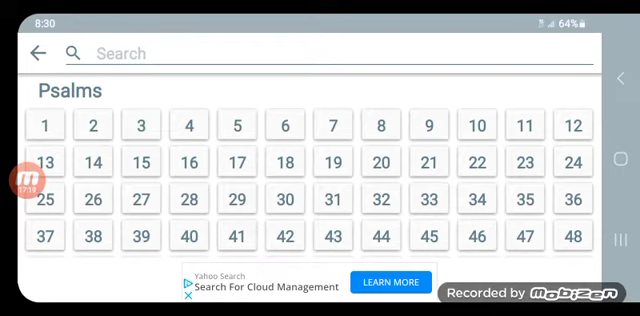 8:30 64%
Search
Psalms
1 2 3 4 5 6 7 8 9 10 11 12
13 14 15 16 17 18 19 20 21 22 23 24
17:19
25 26 27 28 29 30 31 32 33 34 35 36
37 38 39 40 41 42 43 44 45 46 47 48
Yahoo Search
Search For Cloud Management
LEARN MORE
Recorded by mobizen